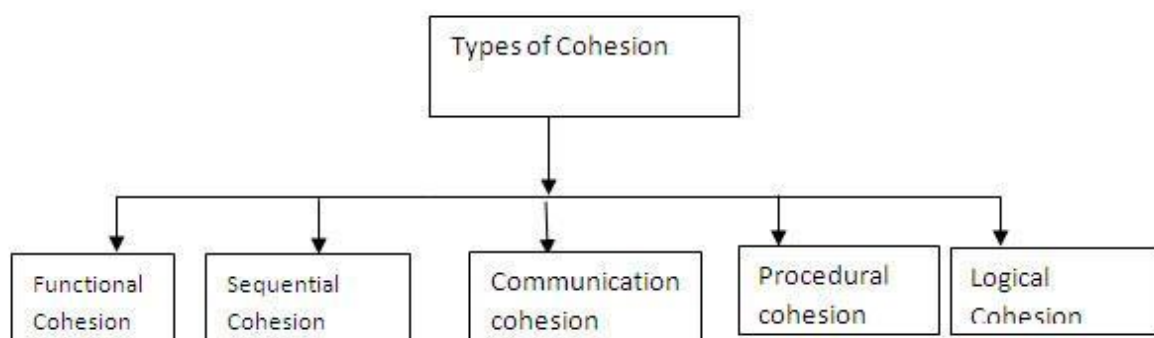 Types of Cohesion
Functional
Cohesion
Sequential
Cohesion
Communication
cohesion
Procedural
cohesion
Logical
Cohesion